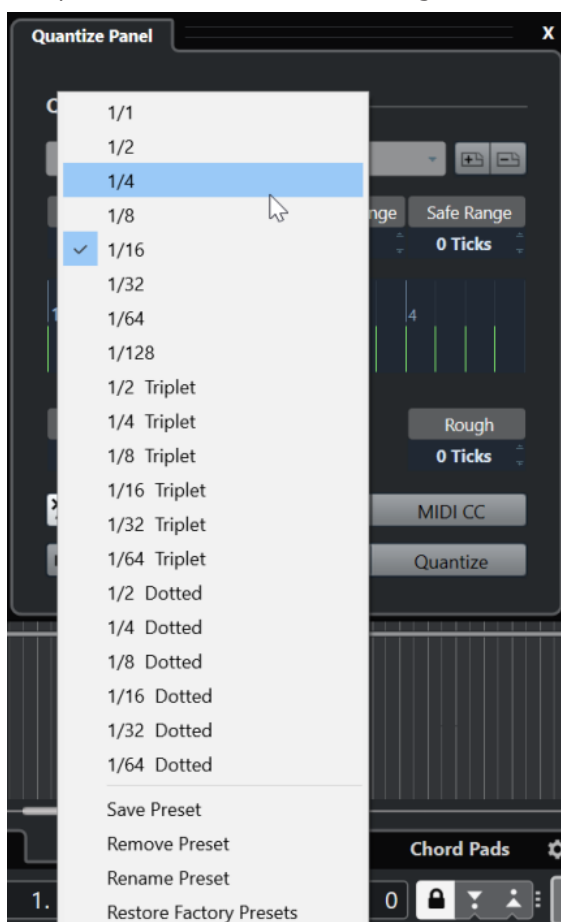 Quantize Panel
X
1/1
1/2
1/4
1/8
nge Safe Range
1/16
0 Ticks
1/32
1/64
1 4
1/128
1/2 Triplet
1/4 Triplet
Rough
1/8 Triplet
0 Ticks
1/16 Triplet
MIDI CC
1/32 Triplet
1/64 Triplet
Quantize
1/2 Dotted
1/4 Dotted
1/8 Dotted
1/16 Dotted
1/32 Dotted
1/64 Dotted
Save Preset
Remove Preset
Chord Pads
Rename Preset
1. 0
Restore Factory Presets